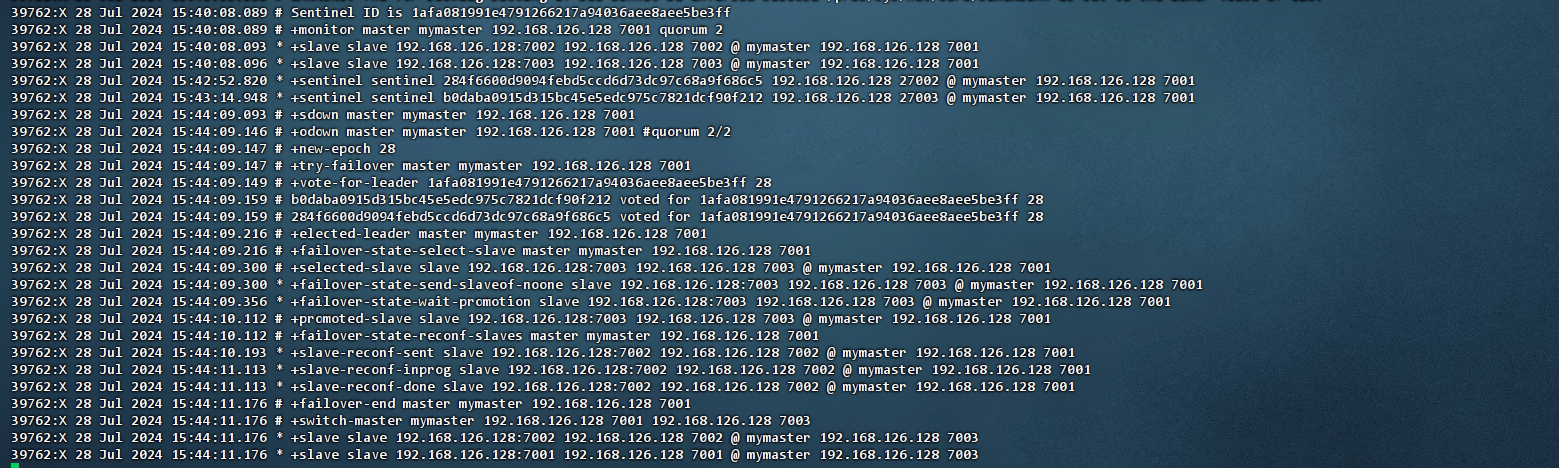 39762:X 28 Jul 2024 15:40:08.089 # Sentinel ID is 1afa081991e4791266217a94036aee8aee5be3ff
39762:X 28 Jul 2024 15:40:08.089 # +monitor master mymaster 192.168.126.128 7001 quorum 2
39762:X 28 Jul 2024 15:40:08.093 * +slave slave 192.168.126.128:7002 192.168.126.128 7002 @ mymaster 192.168.126.128 7001
39762:X 28 Jul 2024 15:40:08.096 * +slave slave 192.168.126.128:7003 192.168.126.128 7003 @ mymaster 192.168.126.128 7001
39762:X 28 Jul 2024 15:42:52.820 * +sentinel sentinel 284f6600d9094febd5ccd6d73dc97c68a9f686c5 192.168.126.128 27002 @ mymaster 192.168.126.128 7001
39762:X 28 Jul 2024 15:43:14.948 * +sentinel sentinel b0daba0915d315bc45e5edc975c7821dcf90f212 192.168.126.128 27003 @ mymaster 192.168.126.128 7001
39762:X 28 Jul 2024 15:44:09.093 # +sdown master mymaster 192.168.126.128 7001
39762:X 28 Jul 2024 15:44:09.146 # +odown master mymaster 192.168.126.128 7001 #quorum 2/2
39762:X 28 Jul 2024 15:44:09.147 # +new-epoch 28
39762:X 28 Jul 2024 15:44:09.147 # +try-failover master mymaster 192.168.126.128 7001
39762:X 28 Jul 2024 15:44:09.149 # +vote-for-leader 1afa081991e4791266217a94036aee8aee5be3ff 28
39762:X 28 Jul 2024 15:44:09.159 # b0daba0915d315bc45e5edc975c7821dcf90f212 voted for 1afa081991e4791266217a94036aee8aee5be3ff 28
39762:X 28 Jul 2024 15:44:09.159 # 284f6600d9094febd5ccd6d73dc97c68a9f686c5 voted for 1afa081991e4791266217a94036aee8aee5be3ff 28
39762:X 28 Jul 2024 15:44:09.216 # +elected-leader master mymaster 192.168.126.128 7001
39762:X 28 Jul 2024 15:44:09.216 # +failover-state-select-slave master mymaster 192.168.126.128 7001
39762:X 28 Jul 2024 15:44:09.300 # +selected-slave slave 192.168.126.128:7003 192.168.126.128 7003 @ mymaster 192.168.126.128 7001
39762:X 28 Jul 2024 15:44:09.300 * +failover-state-send-slaveof-noone slave 192.168.126.128:7003 192.168.126.128 7003 @ mymaster 192.168.126.128 7001
39762:X 28 Jul 2024 15:44:09.356 * +failover-state-wait-promotion slave 192.168.126.128:7003 192.168.126.128 7003 @ mymaster 192.168.126.128 7001
39762:X 28 Jul 2024 15:44:10.112 # +promoted-slave slave 192.168.126.128:7003 192.168.126.128 7003 @ mymaster 192.168.126.128 7001
39762:X 28 Jul 2024 15:44:10.112 # +failover-state-reconf-slaves master mymaster 192.168.126.128 7001
39762:X 28 Jul 2024 15:44:10.193 * +slave-reconf-sent slave 192.168.126.128:7002 192.168.126.128 7002 @ mymaster 192.168.126.128 7001
39762:X 28 Jul 2024 15:44:11.113 * +slave-reconf-inprog slave 192.168.126.128:7002 192.168.126.128 7002 @ mymaster 192.168.126.128 7001
39762:X 28 Jul 2024 15:44:11.113 * +slave-reconf-done slave 192.168.126.128:7002 192.168.126.128 7002 @ mymaster 192.168.126.128 7001
39762:X 28 Jul 2024 15:44:11.176 # +failover-end master mymaster 192.168.126.128 7001
39762:X 28 Jul 2024 15:44:11.176 # +switch-master mymaster 192.168.126.128 7001 192.168.126.128 7003
39762:X 28 Jul 2024 15:44:11.176 * +slave slave 192.168.126.128:7002 192.168.126.128 7002 @ mymaster 192.168.126.128 7003
39762:X 28 Jul 2024 15:44:11.176 * +slave slave 192.168.126.128:7001 192.168.126.128 7001 @ mymaster 192.168.126.128 7003